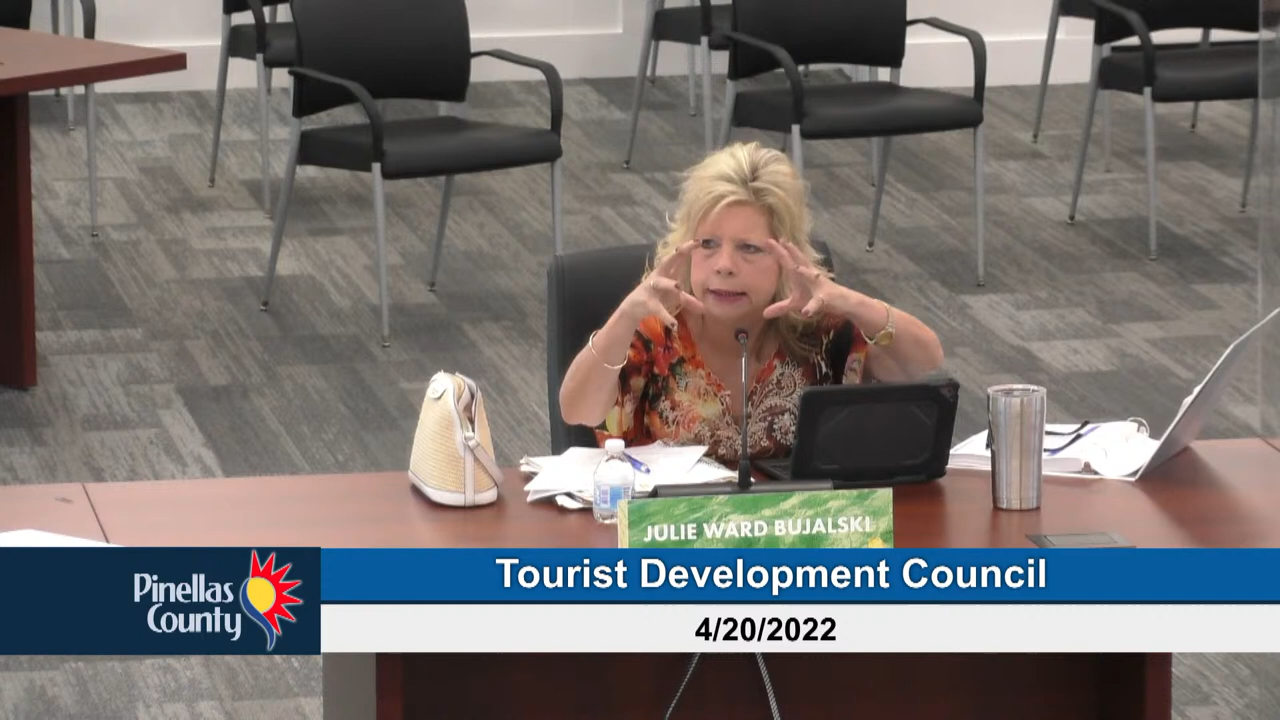 JULIE WARD BUJALSKI
Pinellas
County
Tourist Development Council
4/20/2022